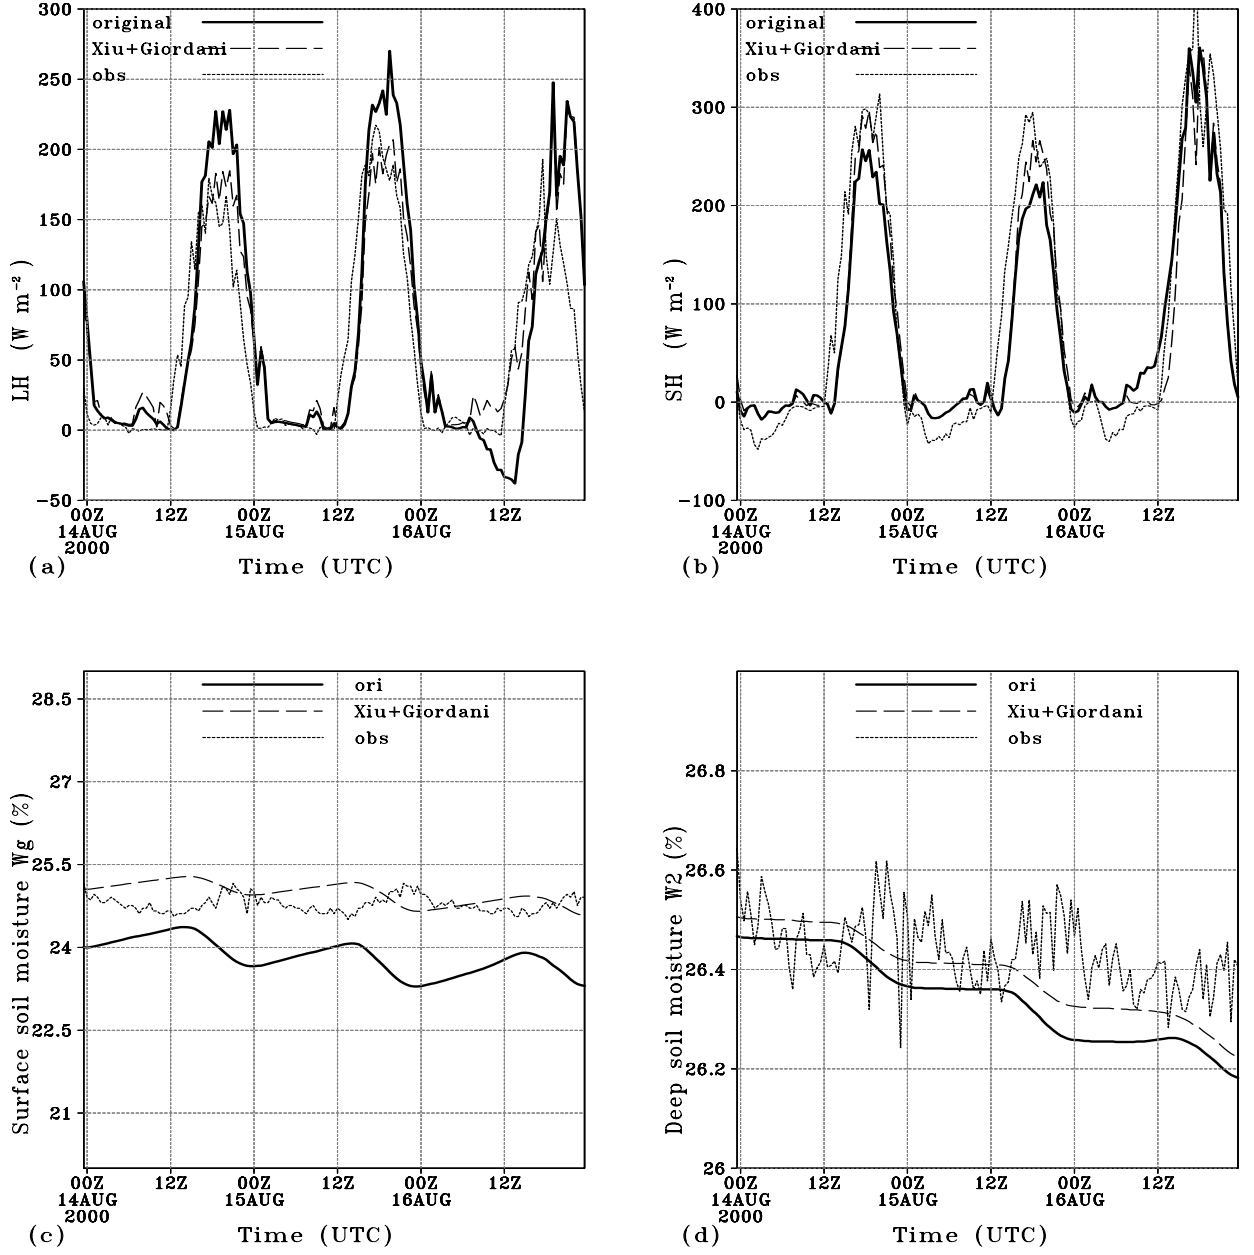 300
250
200
150
100
50
0
−50
LH (W m⁻²)
original
Xiu+Giordani
obs
00Z 12Z 00Z 12Z 00Z 12Z
14AUG 15AUG 16AUG
2000
(a) Time (UTC)
400
300
200
100
0
−100
SH (W m⁻²)
original
Xiu+Giordani
obs
00Z 12Z 00Z 12Z 00Z 12Z
14AUG 15AUG 16AUG
2000
(b) Time (UTC)
28.5
27
25.5
24
22.5
21
Surface soil moisture Wg (%)
ori
Xiu+Giordani
obs
00Z 12Z 00Z 12Z 00Z 12Z
14AUG 15AUG 16AUG
2000
(c) Time (UTC)
26.8
26.6
26.4
26.2
26
Deep soil moisture W2 (%)
ori
Xiu+Giordani
obs
00Z 12Z 00Z 12Z 00Z 12Z
14AUG 15AUG 16AUG
2000
(d) Time (UTC)